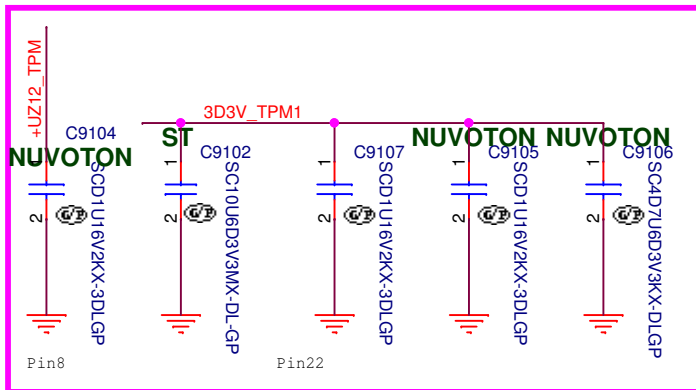 +UZ12_TPM
3D3V_TPM1
C9104
NUVOTON
1
2
G/P
SCD1U16V2KX-3DLGP
ST
C9102
1
2
G/P
SC10U6D3V3MX-DL-GP
C9107
1
2
G/P
SCD1U16V2KX-3DLGP
NUVOTON
C9105
1
2
G/P
SCD1U16V2KX-3DLGP
NUVOTON
C9106
1
2
G/P
SC4D7U6D3V3KX-DLGP
Pin8
Pin22